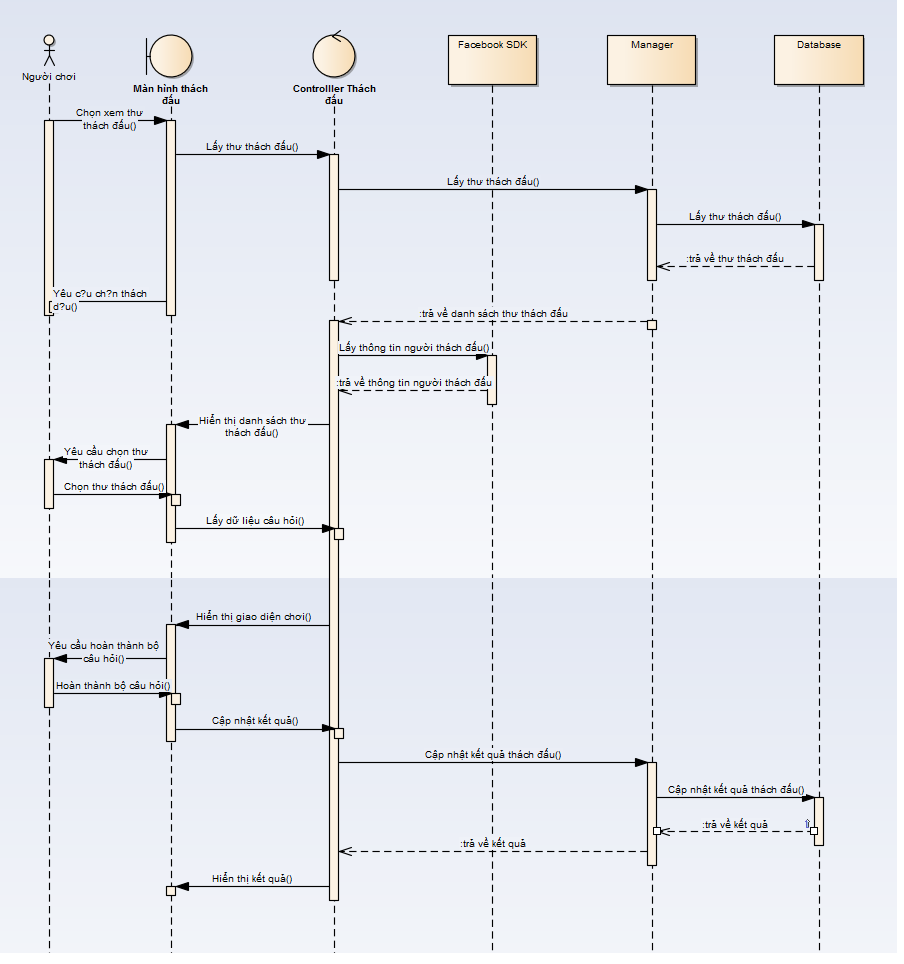 Facebook SDK
Manager
Database
Người chơi
Màn hình thách
đấu
Controlller Thách
đấu
Chọn xem thư
thách đấu()
Lấy thư thách đấu()
Lấy thư thách đấu()
Lấy thư thách đấu()
:trả về thư thách đấu
Yêu c?u ch?n thách
d?u()
:trả về danh sách thư thách đấu
Lấy thông tin người thách đấu()
:trả về thông tin người thách đấu
Hiển thị danh sách thư
thách đấu()
Yêu cầu chọn thư
thách đấu()
Chọn thư thách đấu()
Lấy dữ liệu câu hỏi()
Hiển thị giao diện chơi()
Yêu cầu hoàn thành bộ
câu hỏi()
Hoàn thành bộ câu hỏi()
Cập nhật kết quả()
Cập nhật kết quả thách đấu()
Cập nhật kết quả thách đấu()
:trả về kết quả
:trả về kết quả
Hiển thị kết quả()